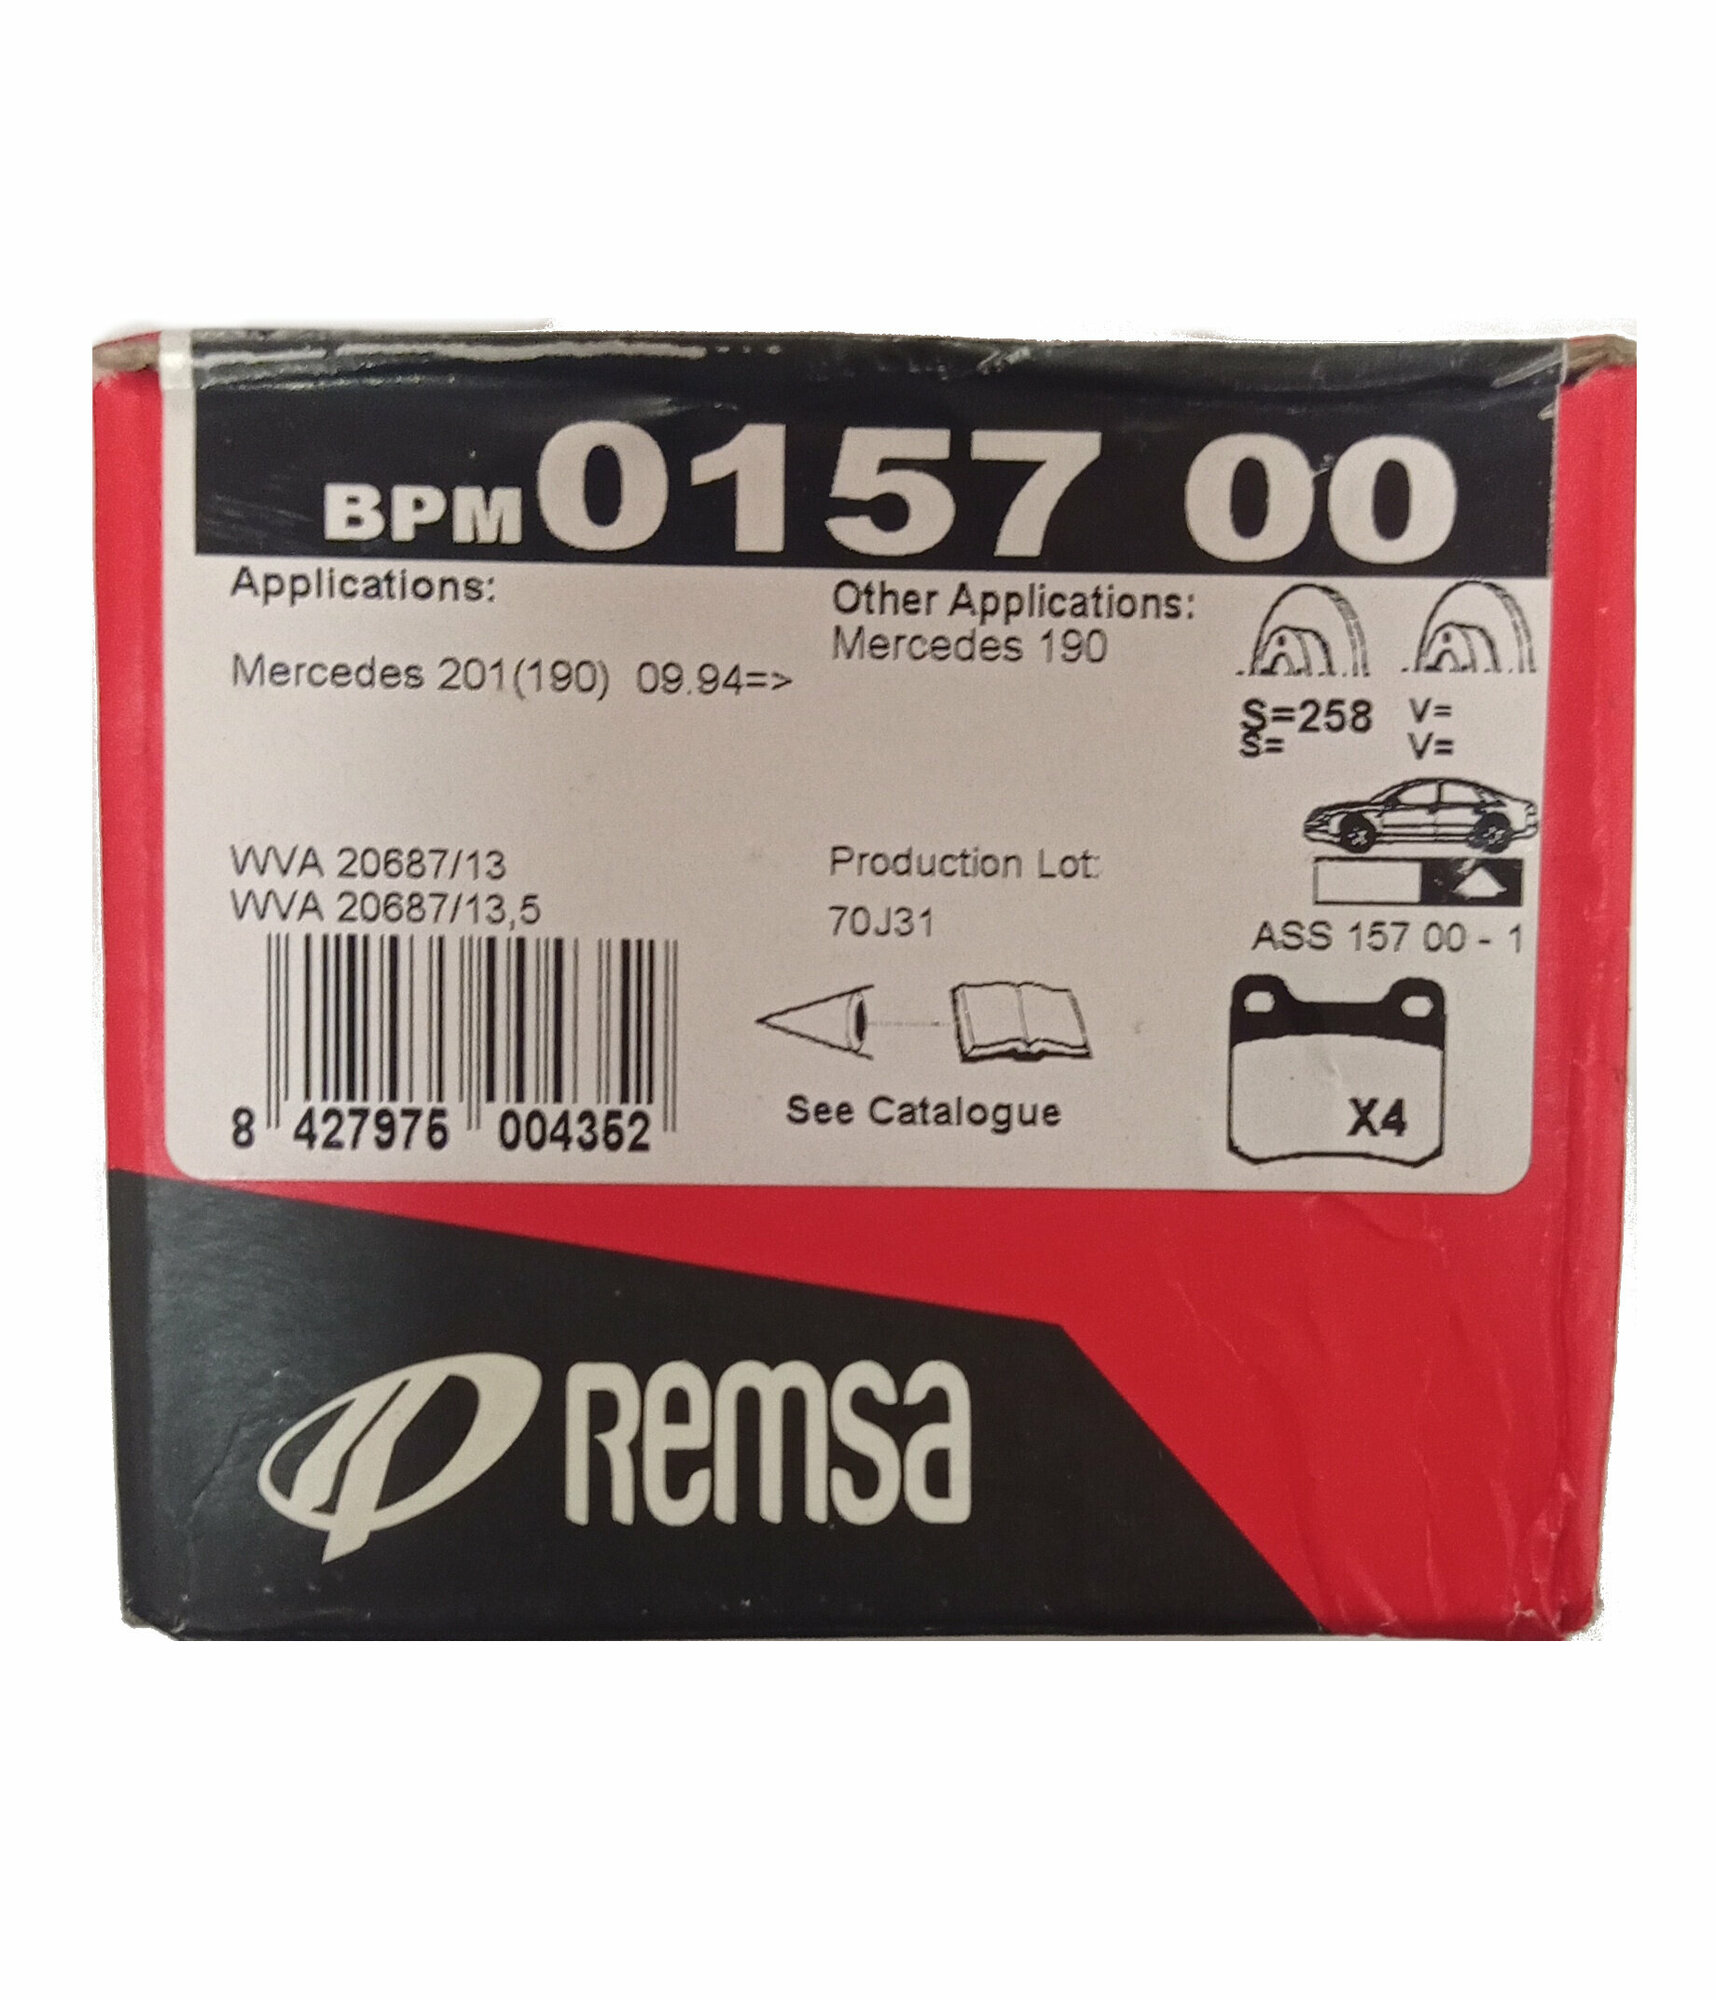 BPM 0157 00
Applications:
Mercedes 201(190) 09.94=>
Other Applications:
Mercedes 190
S=258 V=
S= V=
WVA 20687/13
WVA 20687/13,5
Production Lot:
70J31
ASS 157 00 - 1
8 427975 004352
See Catalogue
X4
Remsa